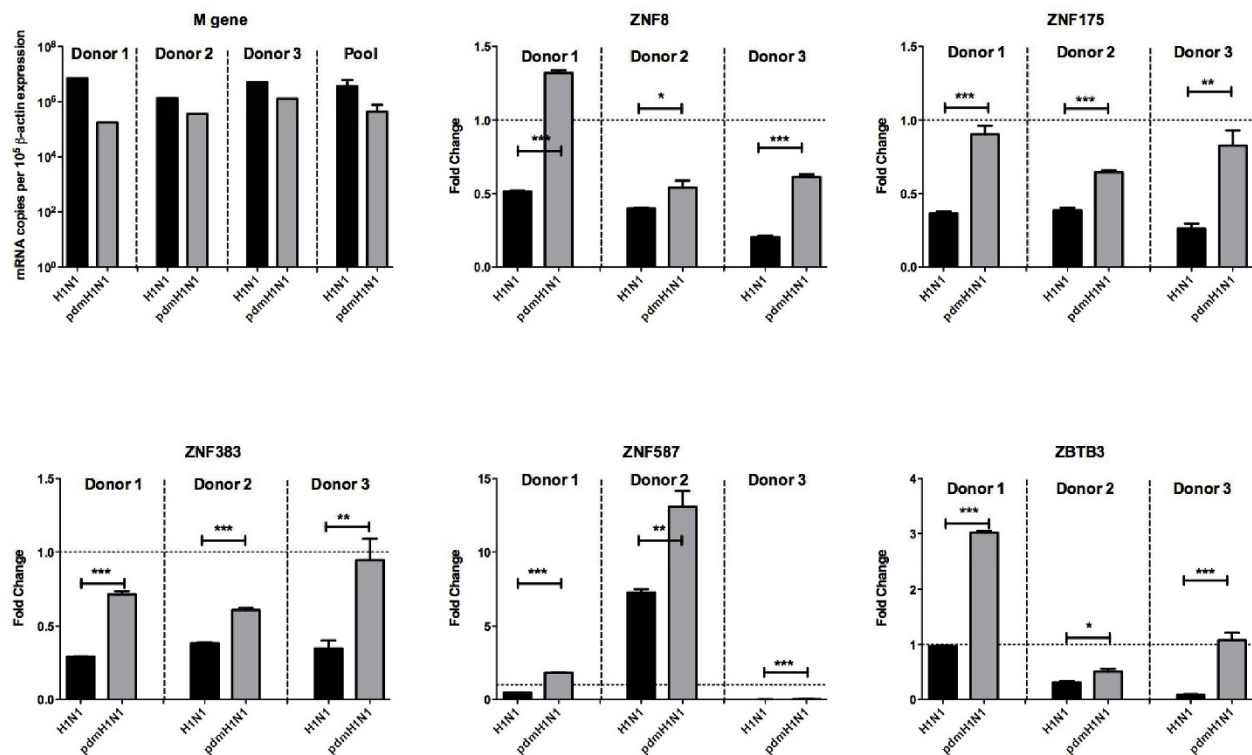 M gene
mRNA copies per 10⁵ β-actin expression
10⁸
10⁶
10⁴
10²
10⁰
Donor 1 Donor 2 Donor 3 Pool
H1N1 pdmH1N1 H1N1 pdmH1N1 H1N1 pdmH1N1 H1N1 pdmH1N1
ZNF8
Fold Change
1.5
1.0
0.5
0.0
Donor 1 Donor 2 Donor 3
*** * ***
H1N1 pdmH1N1 H1N1 pdmH1N1 H1N1 pdmH1N1
ZNF175
Fold Change
1.5
1.0
0.5
0.0
Donor 1 Donor 2 Donor 3
*** *** **
H1N1 pdmH1N1 H1N1 pdmH1N1 H1N1 pdmH1N1
ZNF383
Fold Change
1.5
1.0
0.5
0.0
Donor 1 Donor 2 Donor 3
*** *** **
H1N1 pdmH1N1 H1N1 pdmH1N1 H1N1 pdmH1N1
ZNF587
Fold Change
15
10
5
0
Donor 1 Donor 2 Donor 3
*** ** ***
H1N1 pdmH1N1 H1N1 pdmH1N1 H1N1 pdmH1N1
ZBTB3
Fold Change
4
3
2
1
0
Donor 1 Donor 2 Donor 3
*** * ***
H1N1 pdmH1N1 H1N1 pdmH1N1 H1N1 pdmH1N1